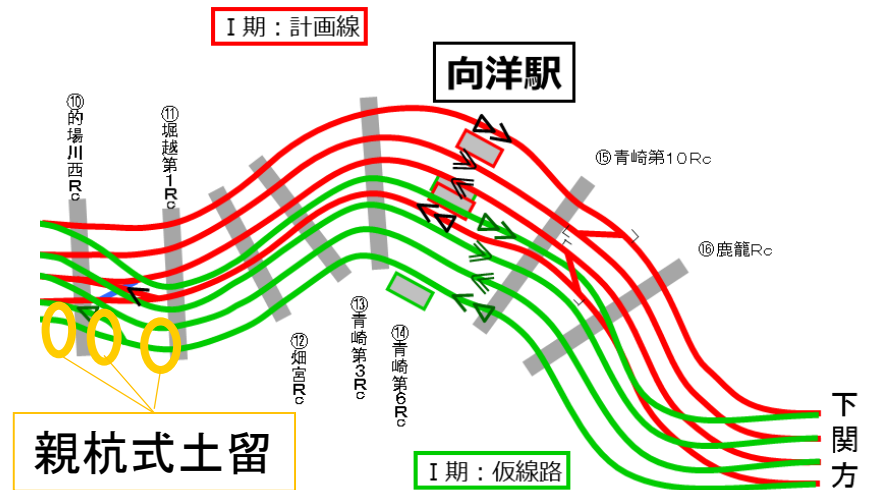 Ⅰ期：計画線
向洋駅
⑩的場川西Rc
⑪堀越第1Rc
⑮青崎第10Rc
⑯鹿籠Rc
⑫畑宮Rc
⑬青崎第3Rc
⑭青崎第6Rc
下関方
親杭式土留
Ⅰ期：仮線路